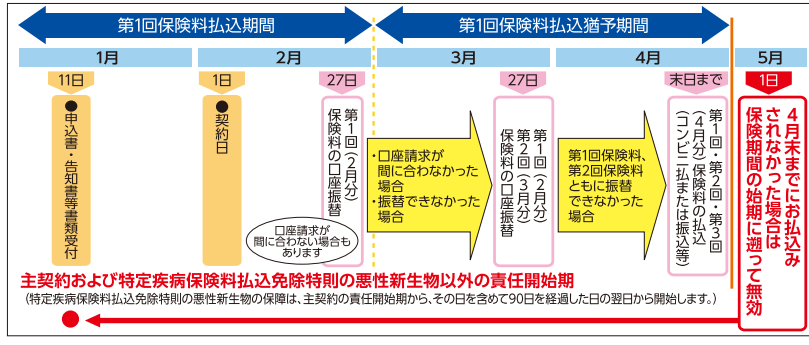 第1回保険料払込期間
第1回保険料払込猶予期間
1月
2月
3月
4月
5月
11日
1日
27日
27日
末日まで
1日
●申込書・告知書等書類受付
●契約日
第1回（2月分）
保険料の口座振替
口座請求が
間に合わない場合も
あります
・口座請求が
間に合わなかった
場合
・振替できなかった
場合
第1回（2月分）
第2回（3月分）
保険料の口座振替
第1回保険料、
第2回保険料
ともに振替
できなかった
場合
第1回・第2回・第3回
（4月分）保険料の払込
（コンビニ払または振込等）
4月末までにお払込み
されなかった場合は
保険期間の始期に遡って無効
主契約および特定疾病保険料払込免除特則の悪性新生物以外の責任開始期
（特定疾病保険料払込免除特則の悪性新生物の保障は、主契約の責任開始期から、その日を含めて90日を経過した日の翌日から開始します。）